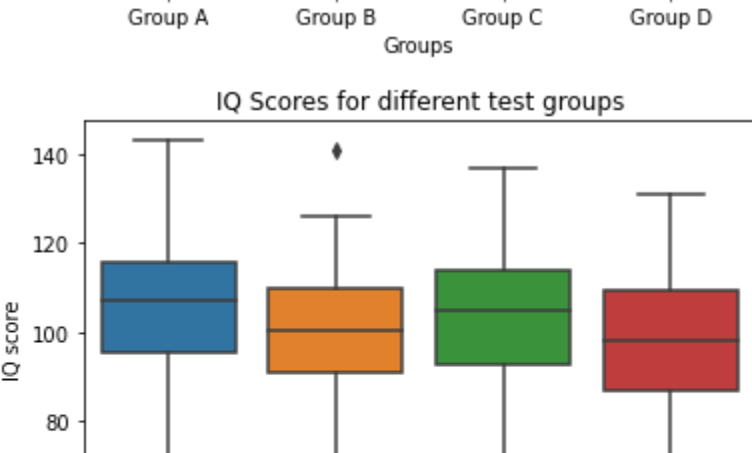 Group A Group B Group C Group D
Groups
IQ Scores for different test groups
140
120
100
80
IQ score